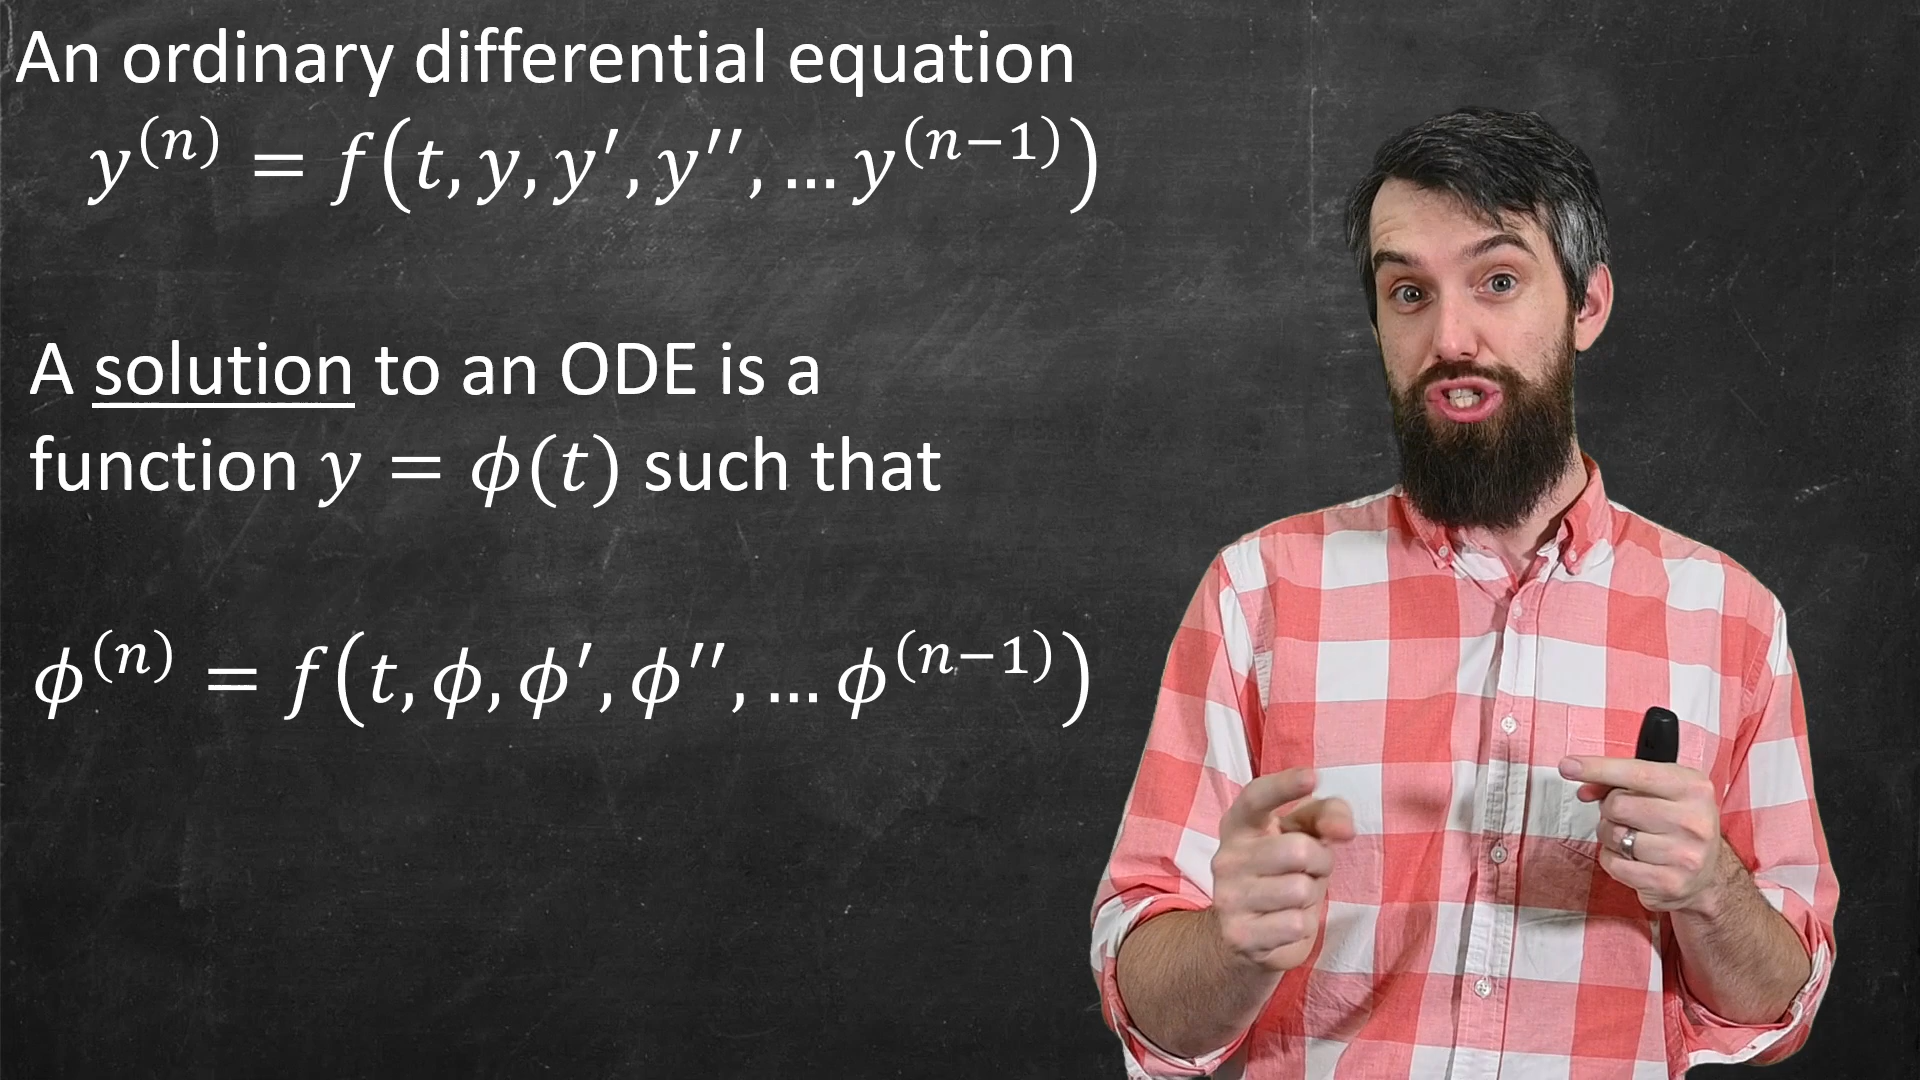 An ordinary differential equation
y⁽ⁿ⁾ = f(t, y, y′, y′′, … y⁽ⁿ⁻¹⁾)
A solution to an ODE is a
function y = ϕ(t) such that
ϕ⁽ⁿ⁾ = f(t, ϕ, ϕ′, ϕ′′, … ϕ⁽ⁿ⁻¹⁾)